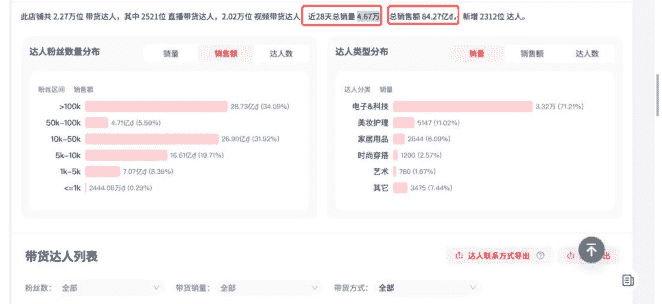 此店铺共 2.27万位 带货达人，其中 2521位 直播带货达人，2.02万位 视频带货达人 近28天总销量 4.67万 总销售额 84.27亿₫， 新增 2312位 达人。
达人粉丝数量分布 销量 销售额 达人数
粉丝区间 销售额
>100k 28.73亿₫ (34.09%)
50k-100k 4.71亿₫ (5.59%)
10k-50k 26.90亿₫ (31.92%)
5k-10k 16.61亿₫ (19.71%)
1k-5k 7.07亿₫ (8.39%)
<=1k 2444.06万₫ (0.29%)
达人类型分布 销量 销售额 达人数
达人分类 销量
电子&科技 3.32万 (71.21%)
美妆护理 5147 (11.02%)
家居用品 2844 (6.09%)
时尚穿搭 1200 (2.57%)
艺术 780 (1.67%)
其它 3475 (7.44%)
带货达人列表 达人联系方式导出 出
粉丝数： 全部 带货销量： 全部 带货方式： 全部